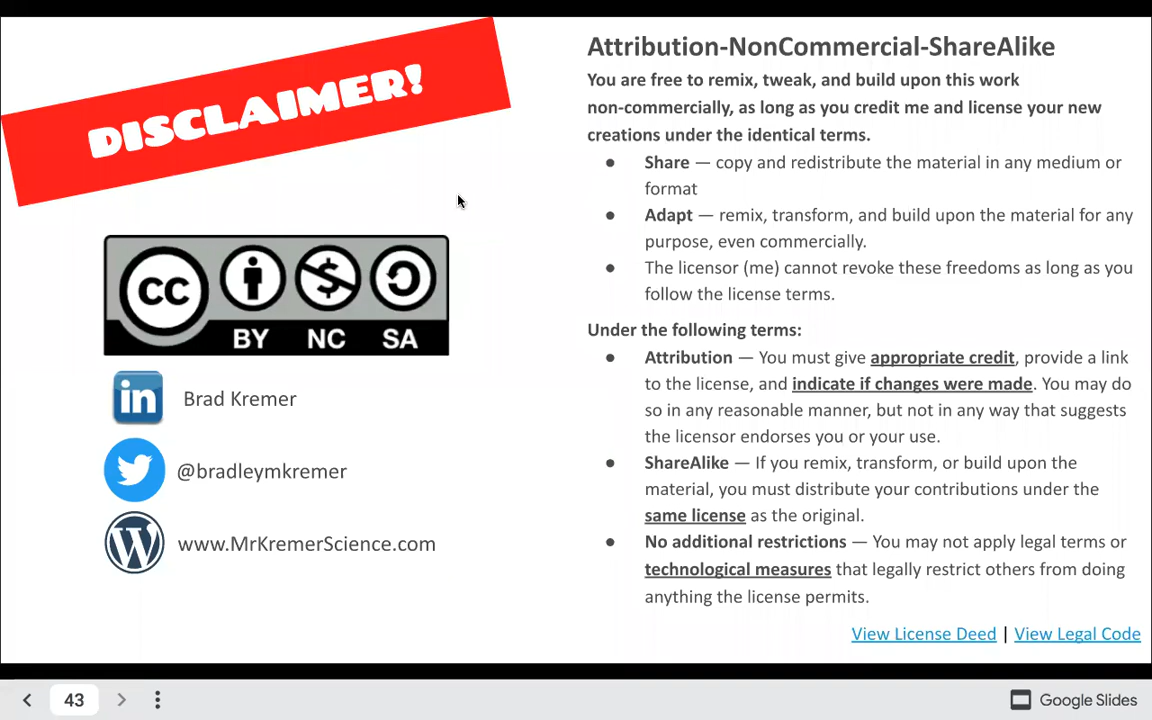 DISCLAIMER!
CC
BY NC SA
in Brad Kremer
@bradleymkremer
www.MrKremerScience.com
Attribution-NonCommercial-ShareAlike
You are free to remix, tweak, and build upon this work
non-commercially, as long as you credit me and license your new
creations under the identical terms.
● Share — copy and redistribute the material in any medium or
format
● Adapt — remix, transform, and build upon the material for any
purpose, even commercially.
● The licensor (me) cannot revoke these freedoms as long as you
follow the license terms.
Under the following terms:
● Attribution — You must give appropriate credit, provide a link
to the license, and indicate if changes were made. You may do
so in any reasonable manner, but not in any way that suggests
the licensor endorses you or your use.
● ShareAlike — If you remix, transform, or build upon the
material, you must distribute your contributions under the
same license as the original.
● No additional restrictions — You may not apply legal terms or
technological measures that legally restrict others from doing
anything the license permits.
View License Deed | View Legal Code
43
Google Slides